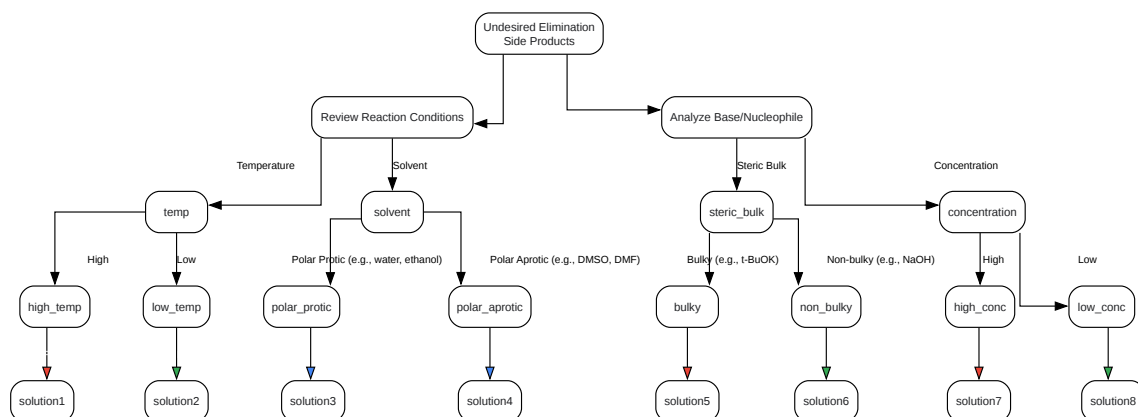 Undesired Elimination
Side Products
Review Reaction Conditions
Analyze Base/Nucleophile
Temperature
Solvent
Steric Bulk
Concentration
temp
solvent
steric_bulk
concentration
High
Low
Polar Protic (e.g., water, ethanol)
Polar Aprotic (e.g., DMSO, DMF)
Bulky (e.g., t-BuOK)
Non-bulky (e.g., NaOH)
High
Low
high_temp
low_temp
polar_protic
polar_aprotic
bulky
non_bulky
high_conc
low_conc
solution1
solution2
solution3
solution4
solution5
solution6
solution7
solution8